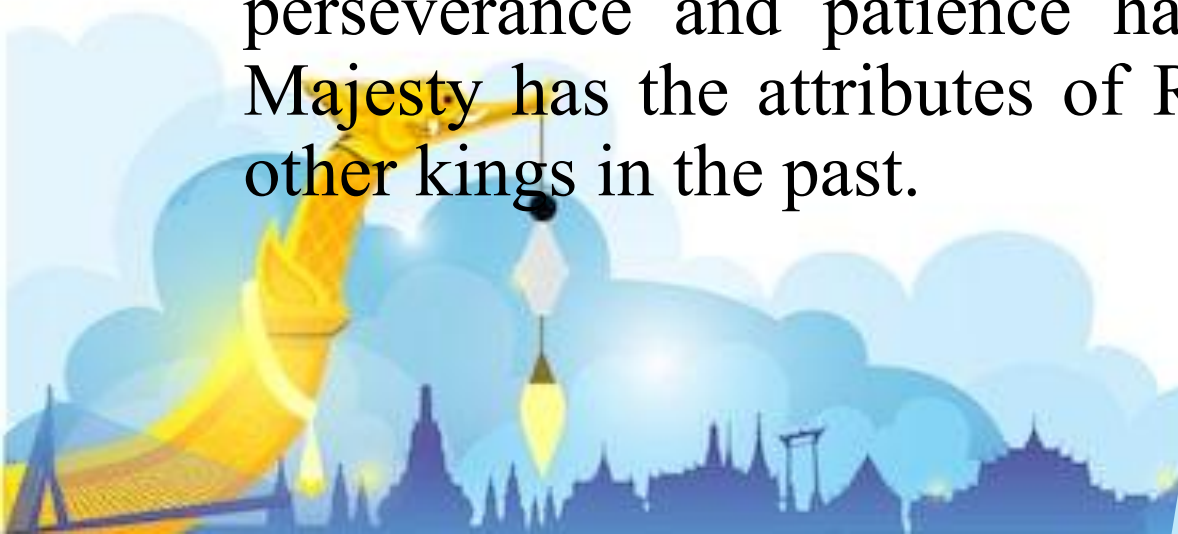 perseverance and patience
Majesty has the attributes of
other kings in the past.